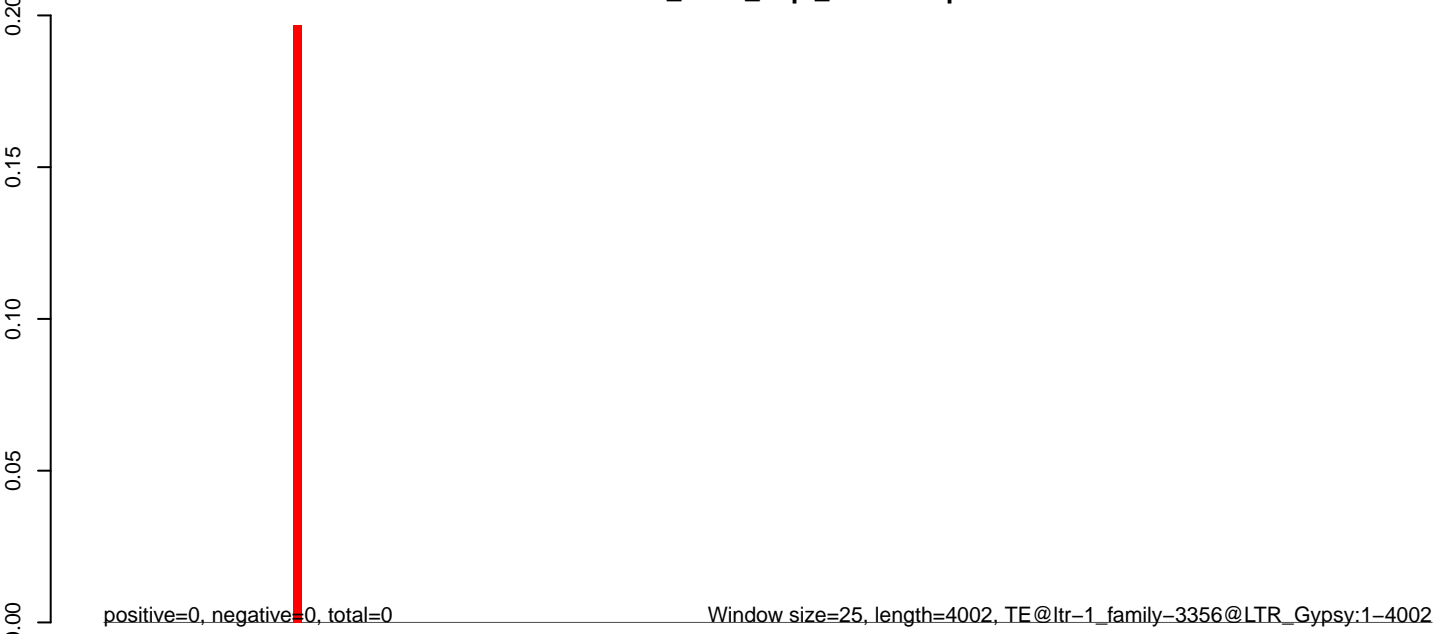 0.20
0.15
0.10
0.05
0.00
positive=0, negative=0, total=0
Window size=25, length=4002, TE@ltr−1_family−3356@LTR_Gypsy:1−4002